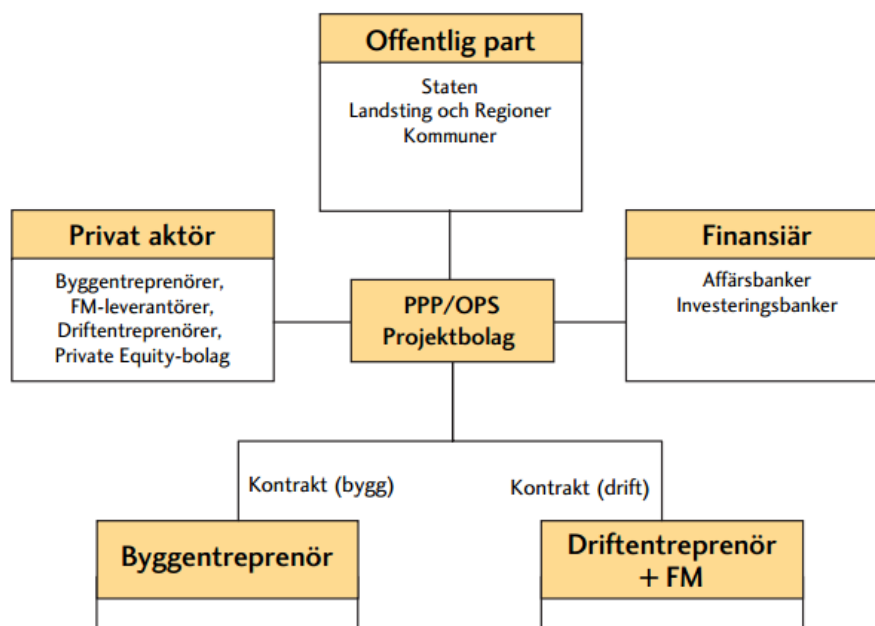 Offentlig part
Staten
Landsting och Regioner
Kommuner
Privat aktör
Byggentreprenörer,
FM-leverantörer,
Driftentreprenörer,
Private Equity-bolag
PPP/OPS
Projektbolag
Finansiär
Affärsbanker
Investeringsbanker
Kontrakt (bygg)
Kontrakt (drift)
Byggentreprenör
Driftentreprenör
+ FM